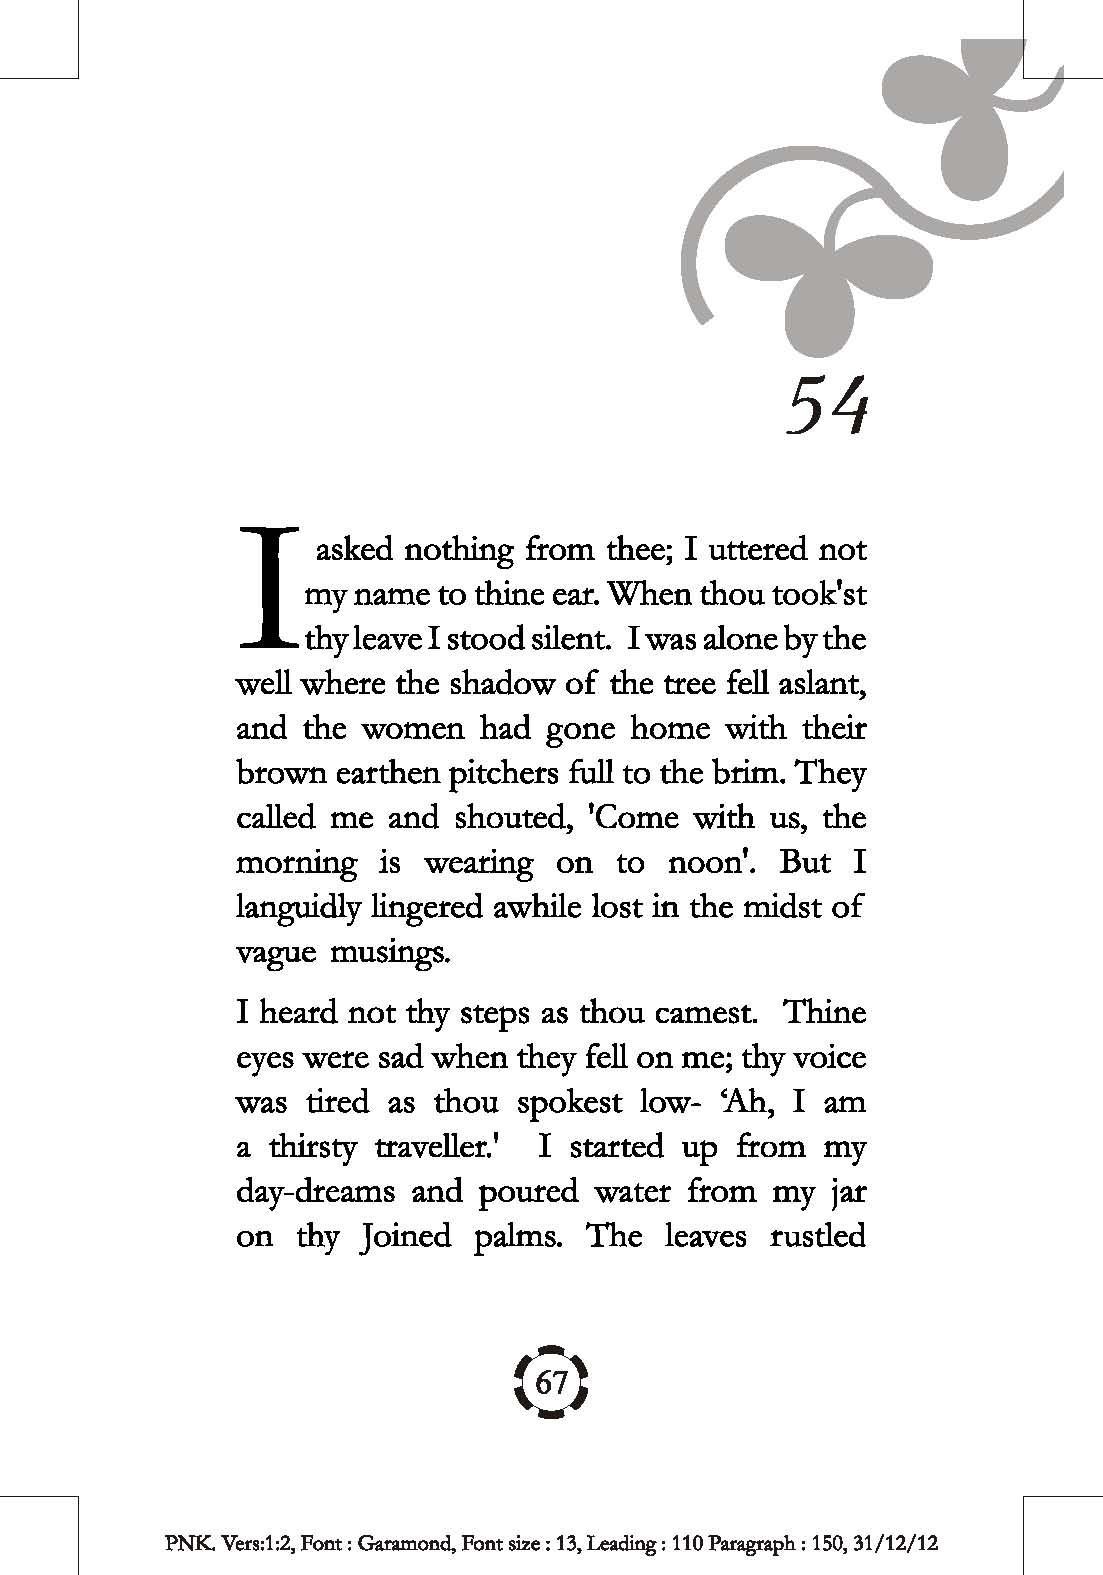 54
I asked nothing from thee; I uttered not
my name to thine ear. When thou took'st
thy leave I stood silent. I was alone by the
well where the shadow of the tree fell aslant,
and the women had gone home with their
brown earthen pitchers full to the brim. They
called me and shouted, 'Come with us, the
morning is wearing on to noon'. But I
languidly lingered awhile lost in the midst of
vague musings.
I heard not thy steps as thou camest. Thine
eyes were sad when they fell on me; thy voice
was tired as thou spokest low- ‘Ah, I am
a thirsty traveller.' I started up from my
day-dreams and poured water from my jar
on thy Joined palms. The leaves rustled
67
PNK. Vers:1:2, Font : Garamond, Font size : 13, Leading : 110 Paragraph : 150, 31/12/12